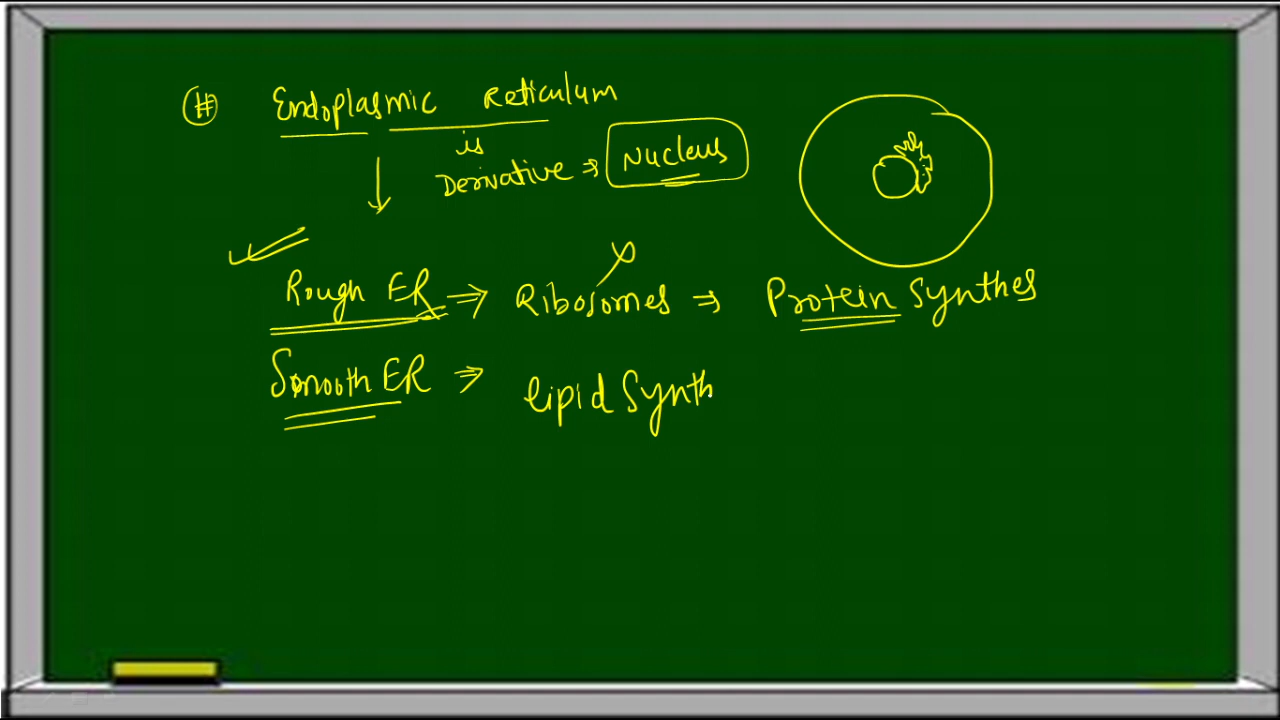 # Endoplasmic Reticulum
is
Derivative ⇒ Nucleus
Rough ER ⇒ Ribosomes ⇒ Protein Synthes
Smooth ER ⇒ lipid Synth